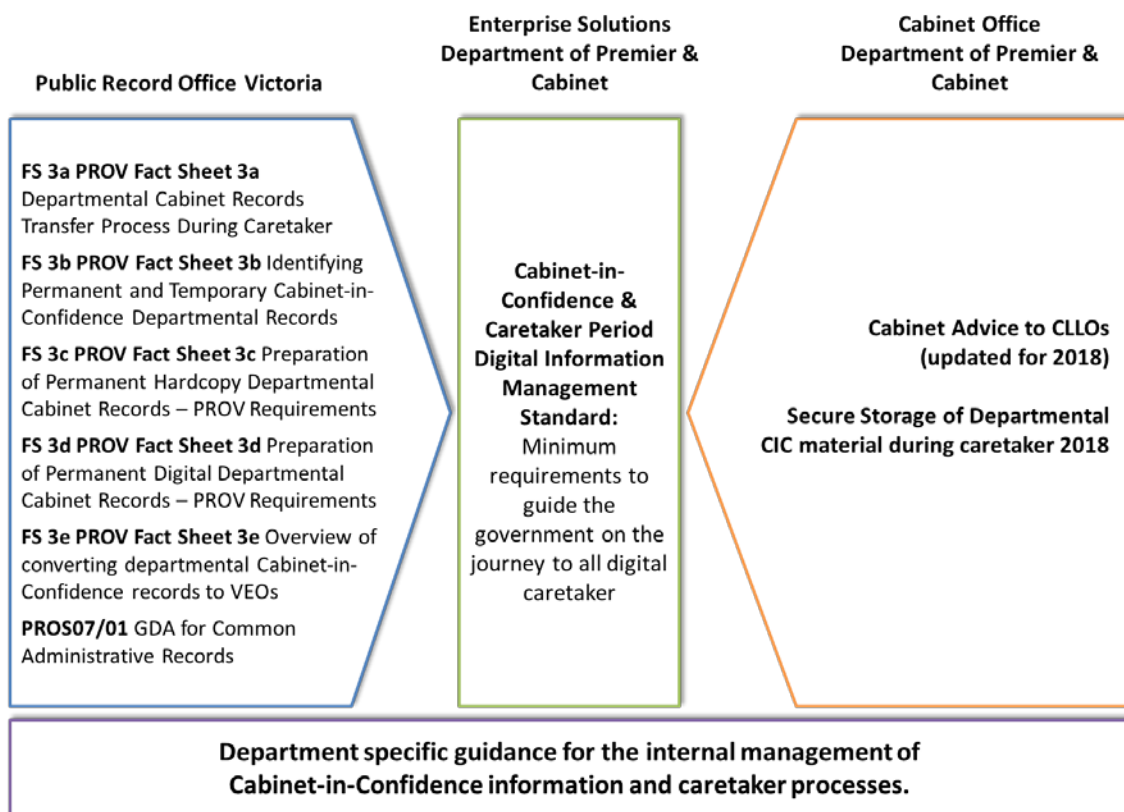 Public Record Office Victoria
Enterprise Solutions
Department of Premier &
Cabinet
Cabinet Office
Department of Premier &
Cabinet
FS 3a PROV Fact Sheet 3a
Departmental Cabinet Records
Transfer Process During Caretaker
FS 3b PROV Fact Sheet 3b Identifying
Permanent and Temporary Cabinet-in-
Confidence Departmental Records
FS 3c PROV Fact Sheet 3c Preparation
of Permanent Hardcopy Departmental
Cabinet Records – PROV Requirements
FS 3d PROV Fact Sheet 3d Preparation
of Permanent Digital Departmental
Cabinet Records – PROV Requirements
FS 3e PROV Fact Sheet 3e Overview of
converting departmental Cabinet-in-
Confidence records to VEOs
PROS07/01 GDA for Common
Administrative Records
Cabinet-in-
Confidence &
Caretaker Period
Digital Information
Management
Standard:
Minimum
requirements to
guide the
government on the
journey to all digital
caretaker
Cabinet Advice to CLLOs
(updated for 2018)
Secure Storage of Departmental
CIC material during caretaker 2018
Department specific guidance for the internal management of
Cabinet-in-Confidence information and caretaker processes.